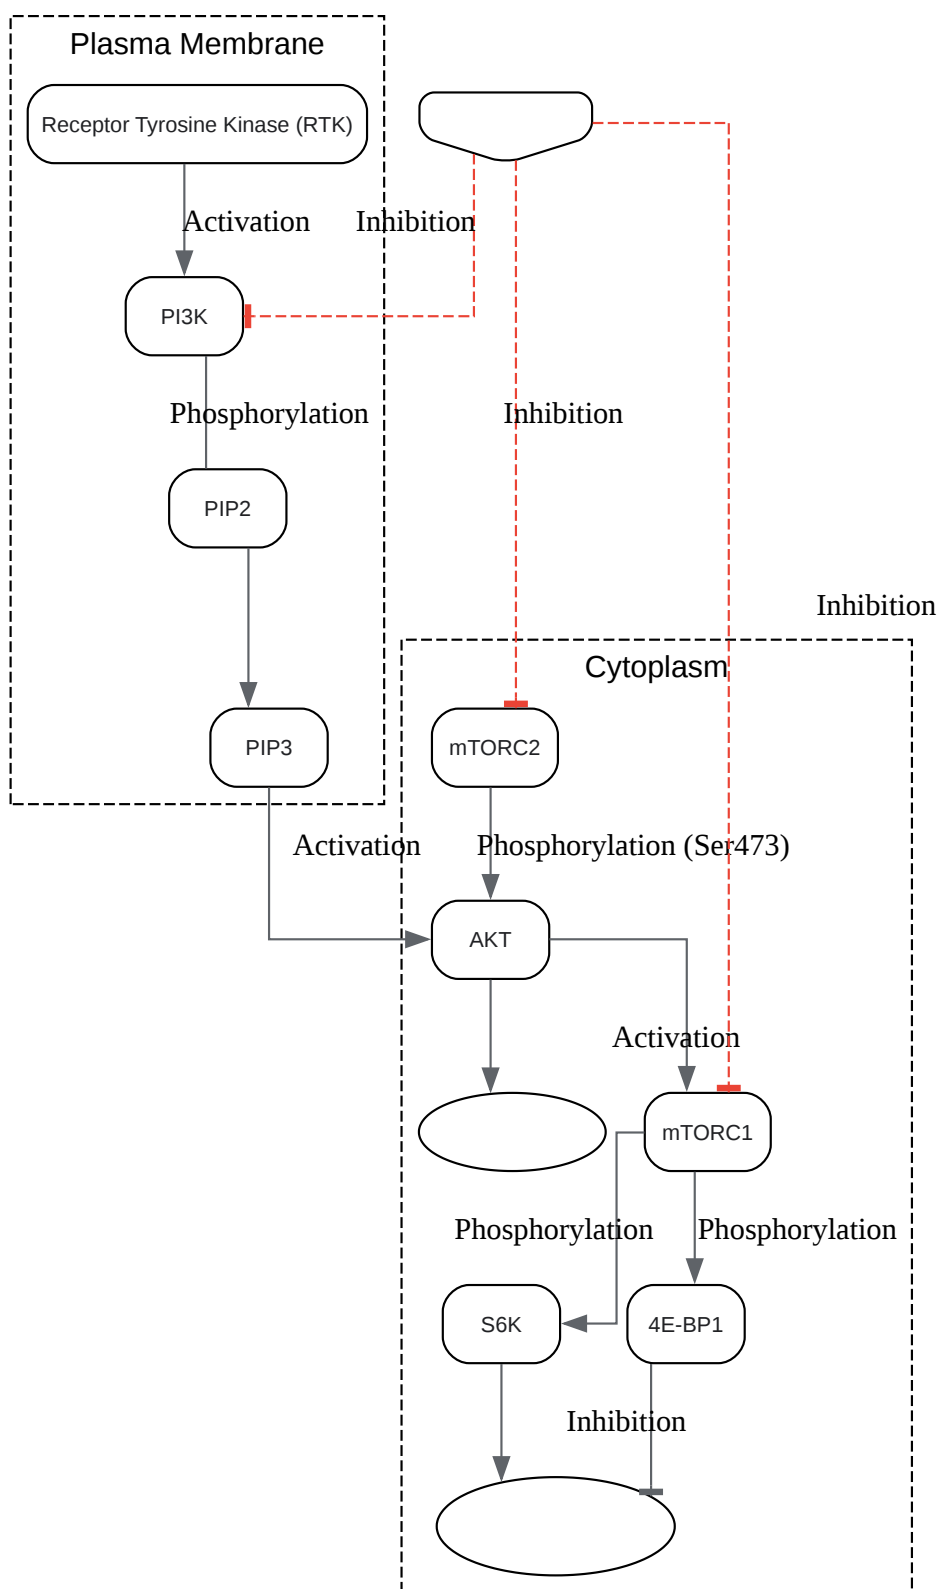 Plasma Membrane
Receptor Tyrosine Kinase (RTK)
Activation
Inhibition
PI3K
Phosphorylation
Inhibition
PIP2
Inhibition
Cytoplasm
PIP3
mTORC2
Activation
Phosphorylation (Ser473)
AKT
Activation
mTORC1
Phosphorylation
Phosphorylation
S6K
4E-BP1
Inhibition